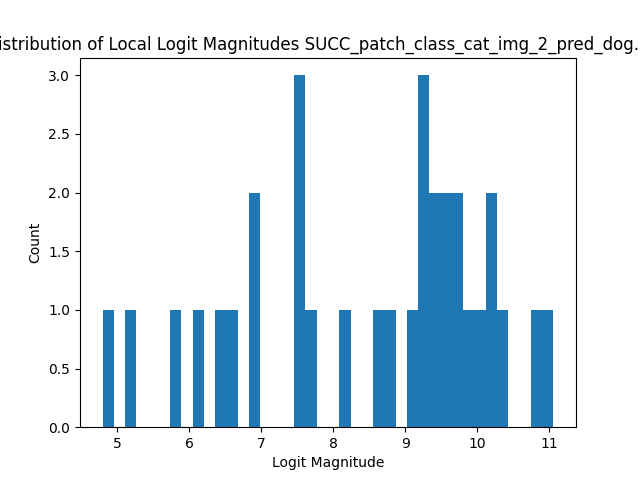 istribution of Local Logit Magnitudes SUCC_patch_class_cat_img_2_pred_dog.
3.0
2.5
2.0
1.5
1.0
0.5
0.0
Count
5 6 7 8 9 10 11
Logit Magnitude